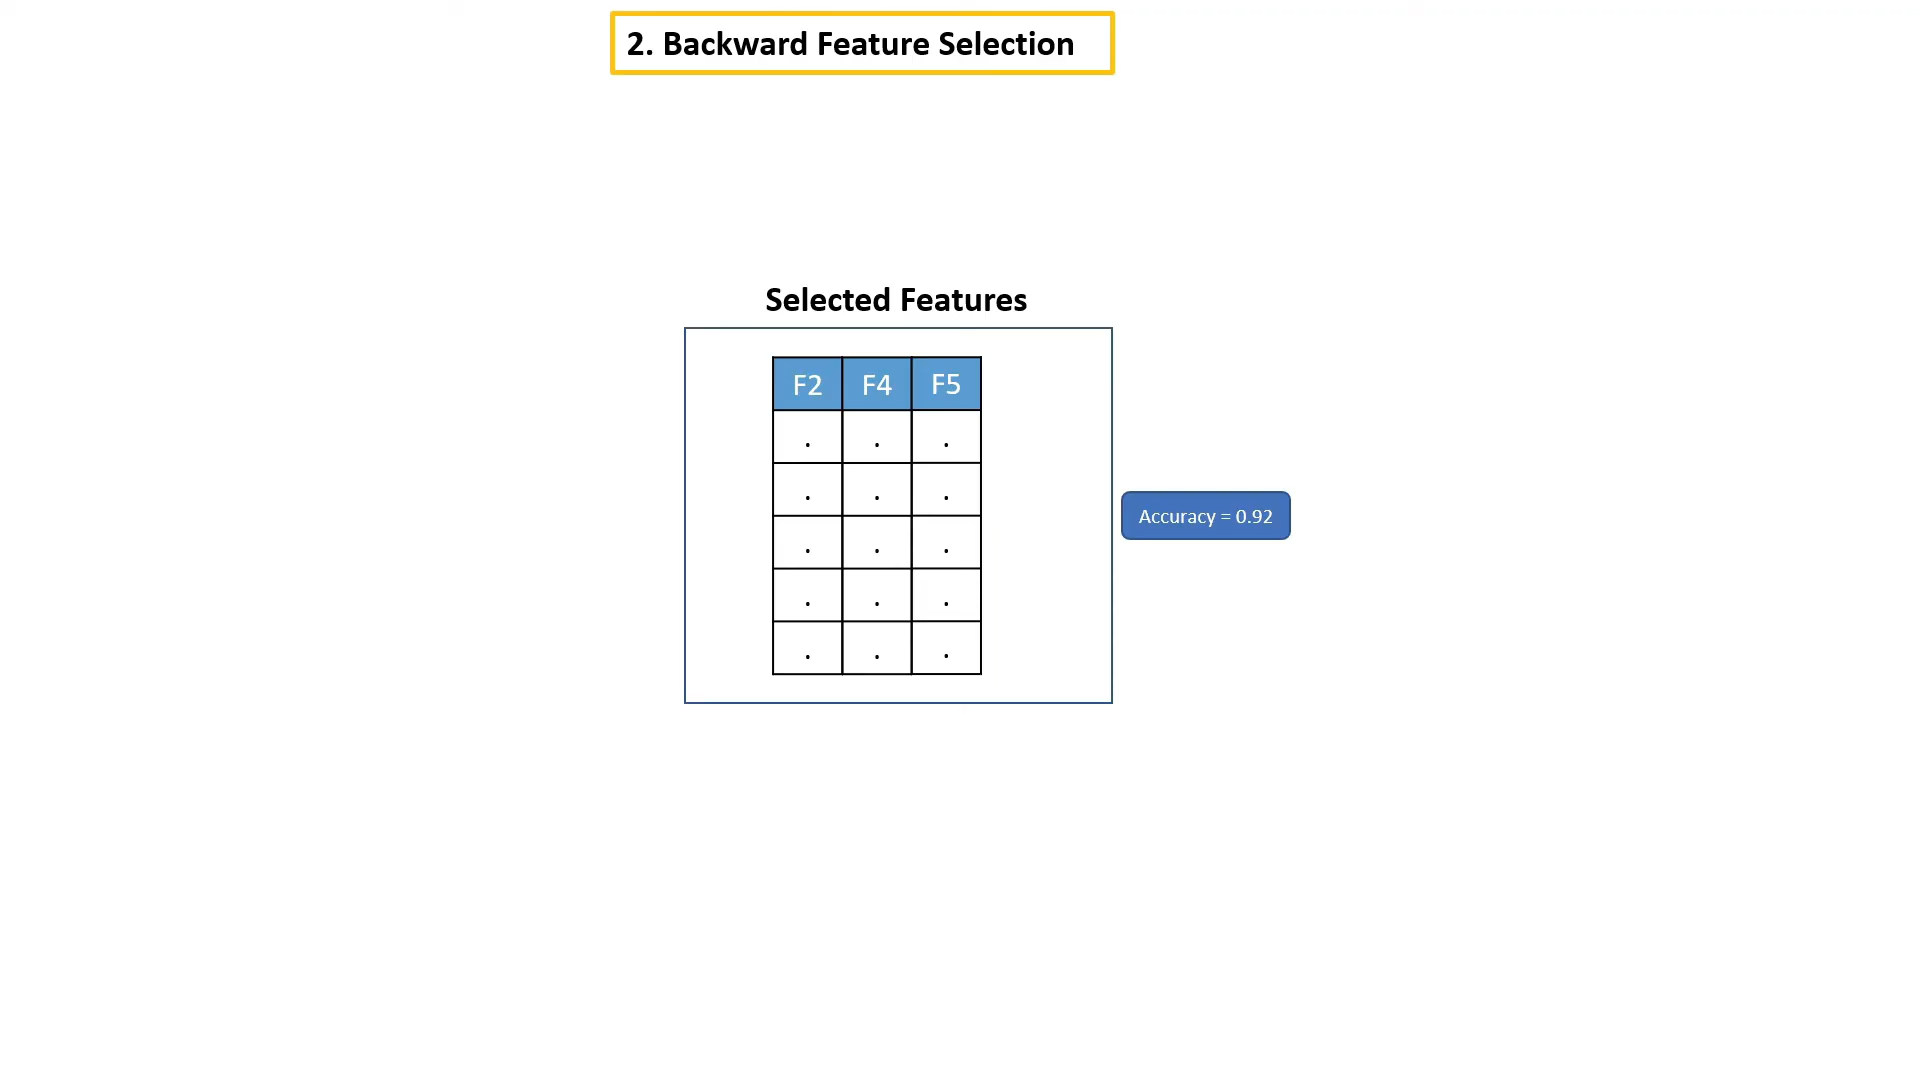 2. Backward Feature Selection
Selected Features
F2 F4 F5
. . .
. . .
. . .
. . .
. . .
Accuracy = 0.92